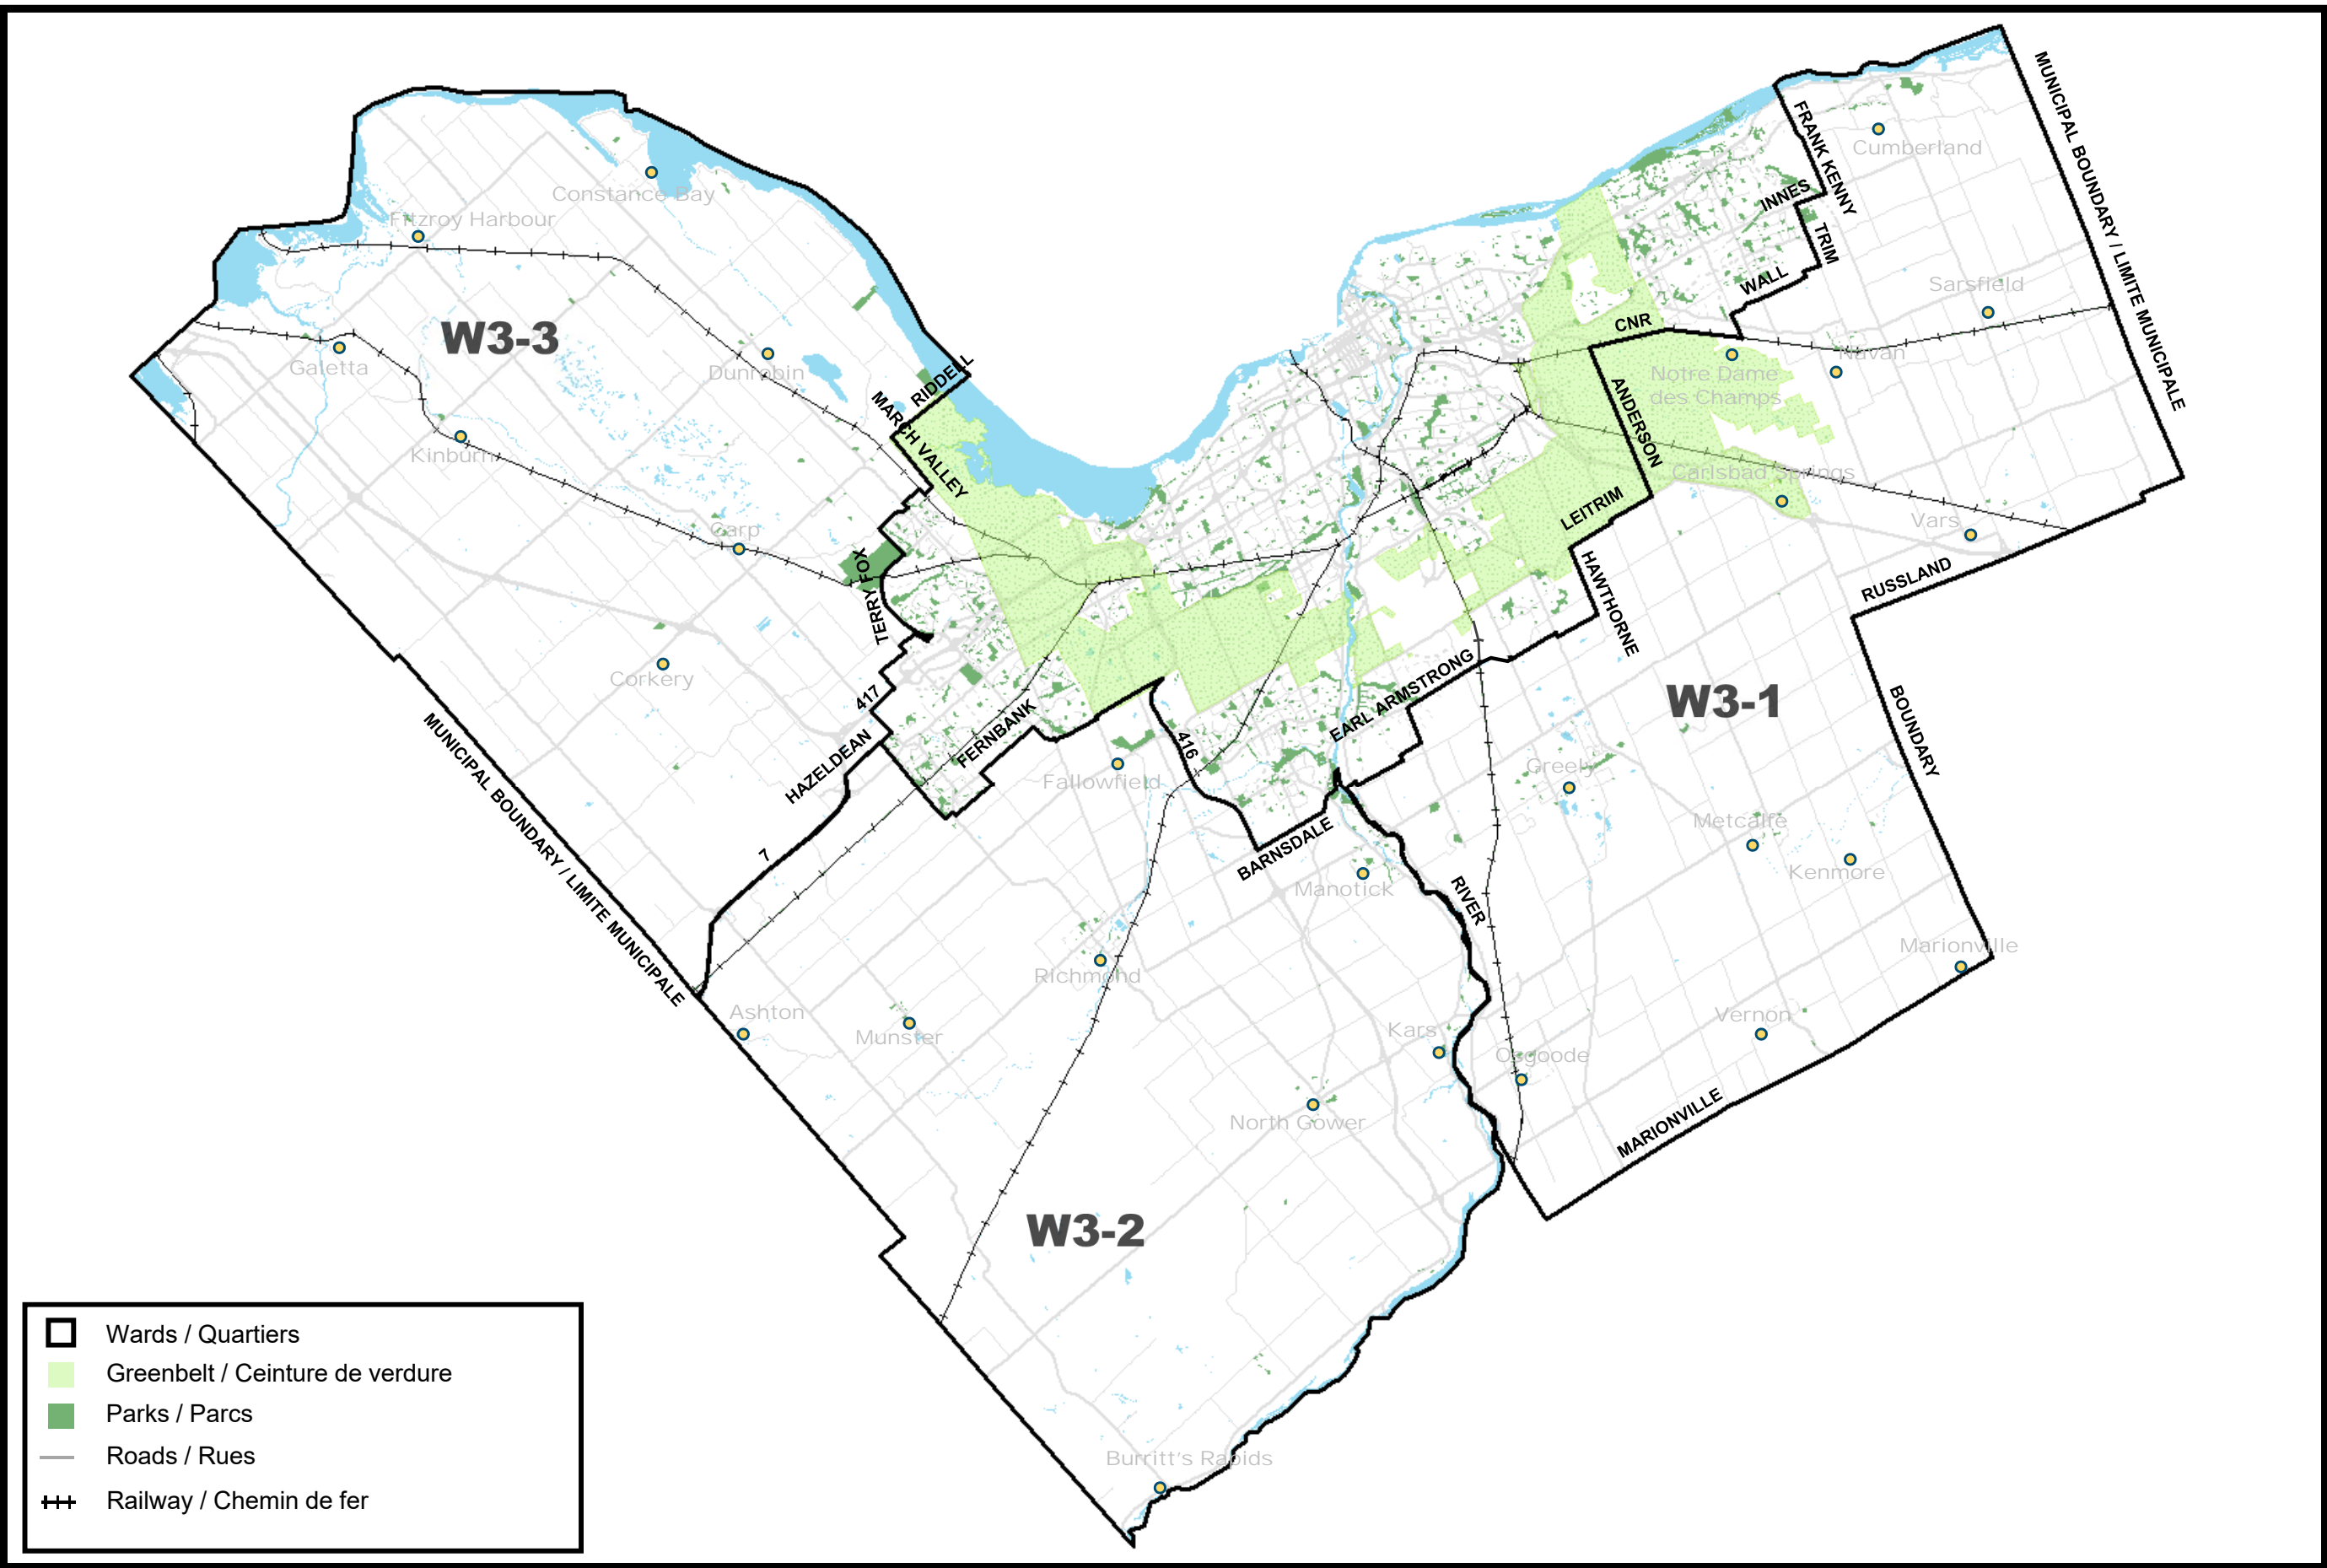 MUNICIPAL BOUNDARY / LIMITE MUNICIPALE
FRANK KENNY
Cumberland
Constance Bay
INNES
Fitzroy Harbour
TRIM
WALL
Sarsfield
CNR
W3-3
Navan
Galetta
Dunrobin
RIDDELL
Notre Dame
des Champs
MARCH VALLEY
ANDERSON
Kinburn
Carlsbad Springs
LEITRIM
Vars
Carp
TERRY FOX
HAWTHORNE
RUSSLAND
Corkery
EARL ARMSTRONG
W3-1
417
BOUNDARY
FERNBANK
416
HAZELDEAN
Fallowfield
Greely
MUNICIPAL BOUNDARY / LIMITE MUNICIPALE
Metcalfe
7
BARNSDALE
Manotick
Kenmore
RIVER
Marionville
Richmond
Ashton
Munster
Kars
Vernon
Osgoode
North Gower
MARIONVILLE
W3-2
Burritt's Rapids
Wards / Quartiers
Greenbelt / Ceinture de verdure
Parks / Parcs
Roads / Rues
Railway / Chemin de fer